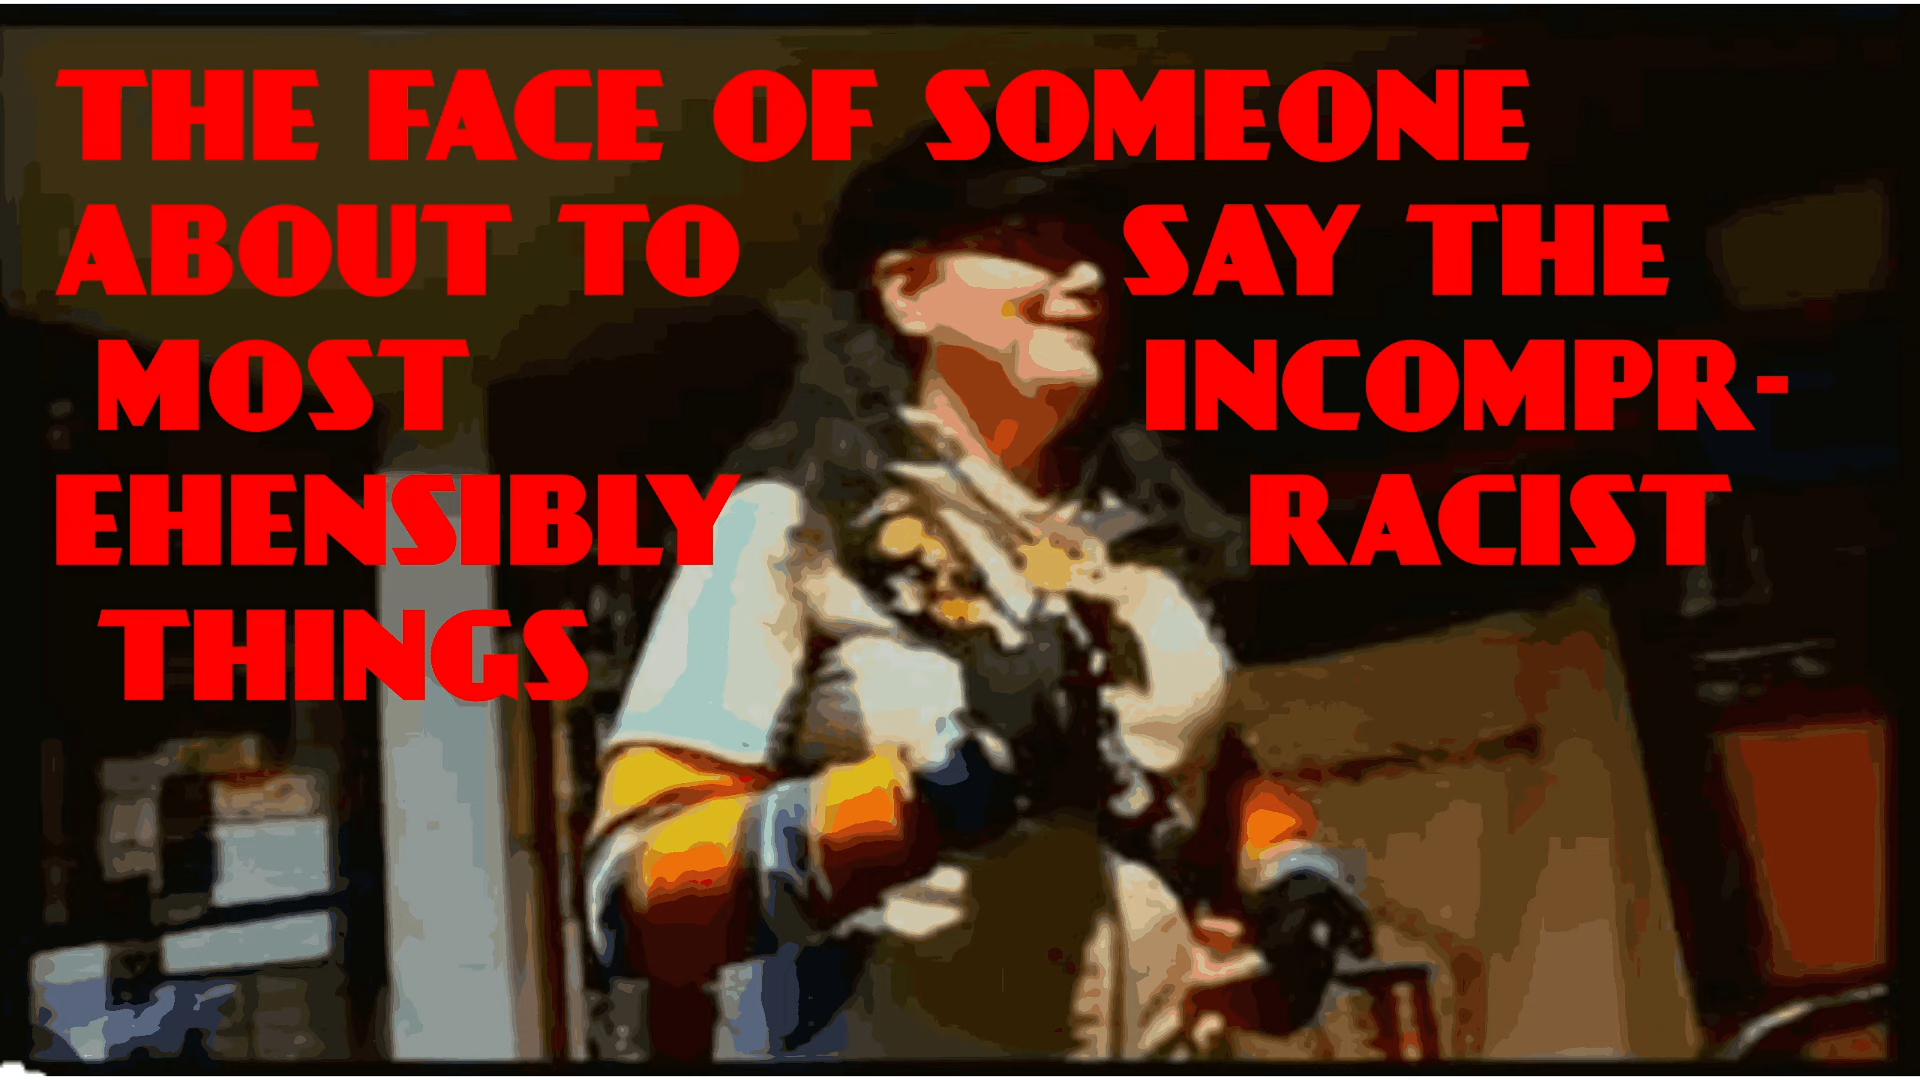 THE FACE OF SOMEONE
ABOUT TO SAY THE
MOST INCOMPR-
EHENSIBLY RACIST
THINGS